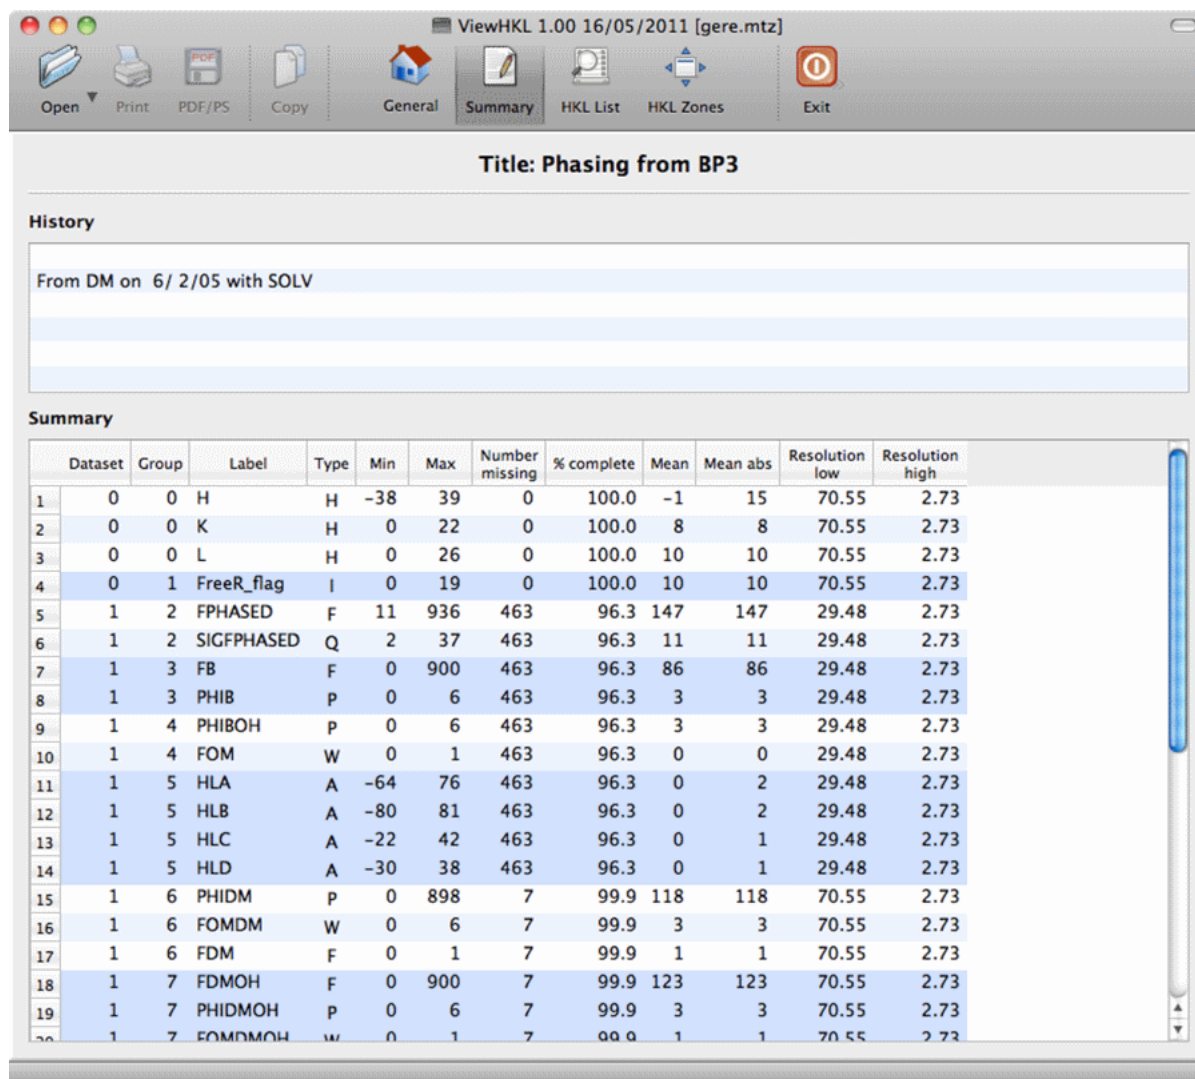 ViewHKL 1.00 16/05/2011 [gere.mtz]
Open Print PDF/PS Copy General Summary HKL List HKL Zones Exit
Title: Phasing from BP3
History
From DM on  6/ 2/05 with SOLV
Summary
Dataset Group Label Type Min Max Number missing % complete Mean Mean abs Resolution low Resolution high
1 0 0 H H -38 39 0 100.0 -1 15 70.55 2.73
2 0 0 K H 0 22 0 100.0 8 8 70.55 2.73
3 0 0 L H 0 26 0 100.0 10 10 70.55 2.73
4 0 1 FreeR_flag I 0 19 0 100.0 10 10 70.55 2.73
5 1 2 FPHASED F 11 936 463 96.3 147 147 29.48 2.73
6 1 2 SIGFPHASED Q 2 37 463 96.3 11 11 29.48 2.73
7 1 3 FB F 0 900 463 96.3 86 86 29.48 2.73
8 1 3 PHIB P 0 6 463 96.3 3 3 29.48 2.73
9 1 4 PHIBOH P 0 6 463 96.3 3 3 29.48 2.73
10 1 4 FOM W 0 1 463 96.3 0 0 29.48 2.73
11 1 5 HLA A -64 76 463 96.3 0 2 29.48 2.73
12 1 5 HLB A -80 81 463 96.3 0 2 29.48 2.73
13 1 5 HLC A -22 42 463 96.3 0 1 29.48 2.73
14 1 5 HLD A -30 38 463 96.3 0 1 29.48 2.73
15 1 6 PHIDM P 0 898 7 99.9 118 118 70.55 2.73
16 1 6 FOMDM W 0 6 7 99.9 3 3 70.55 2.73
17 1 6 FDM F 0 1 7 99.9 1 1 70.55 2.73
18 1 7 FDMOH F 0 900 7 99.9 123 123 70.55 2.73
19 1 7 PHIDMOH P 0 6 7 99.9 3 3 70.55 2.73
20 1 7 FOMDMOH W 0 1 7 99.9 1 1 70.55 2.73